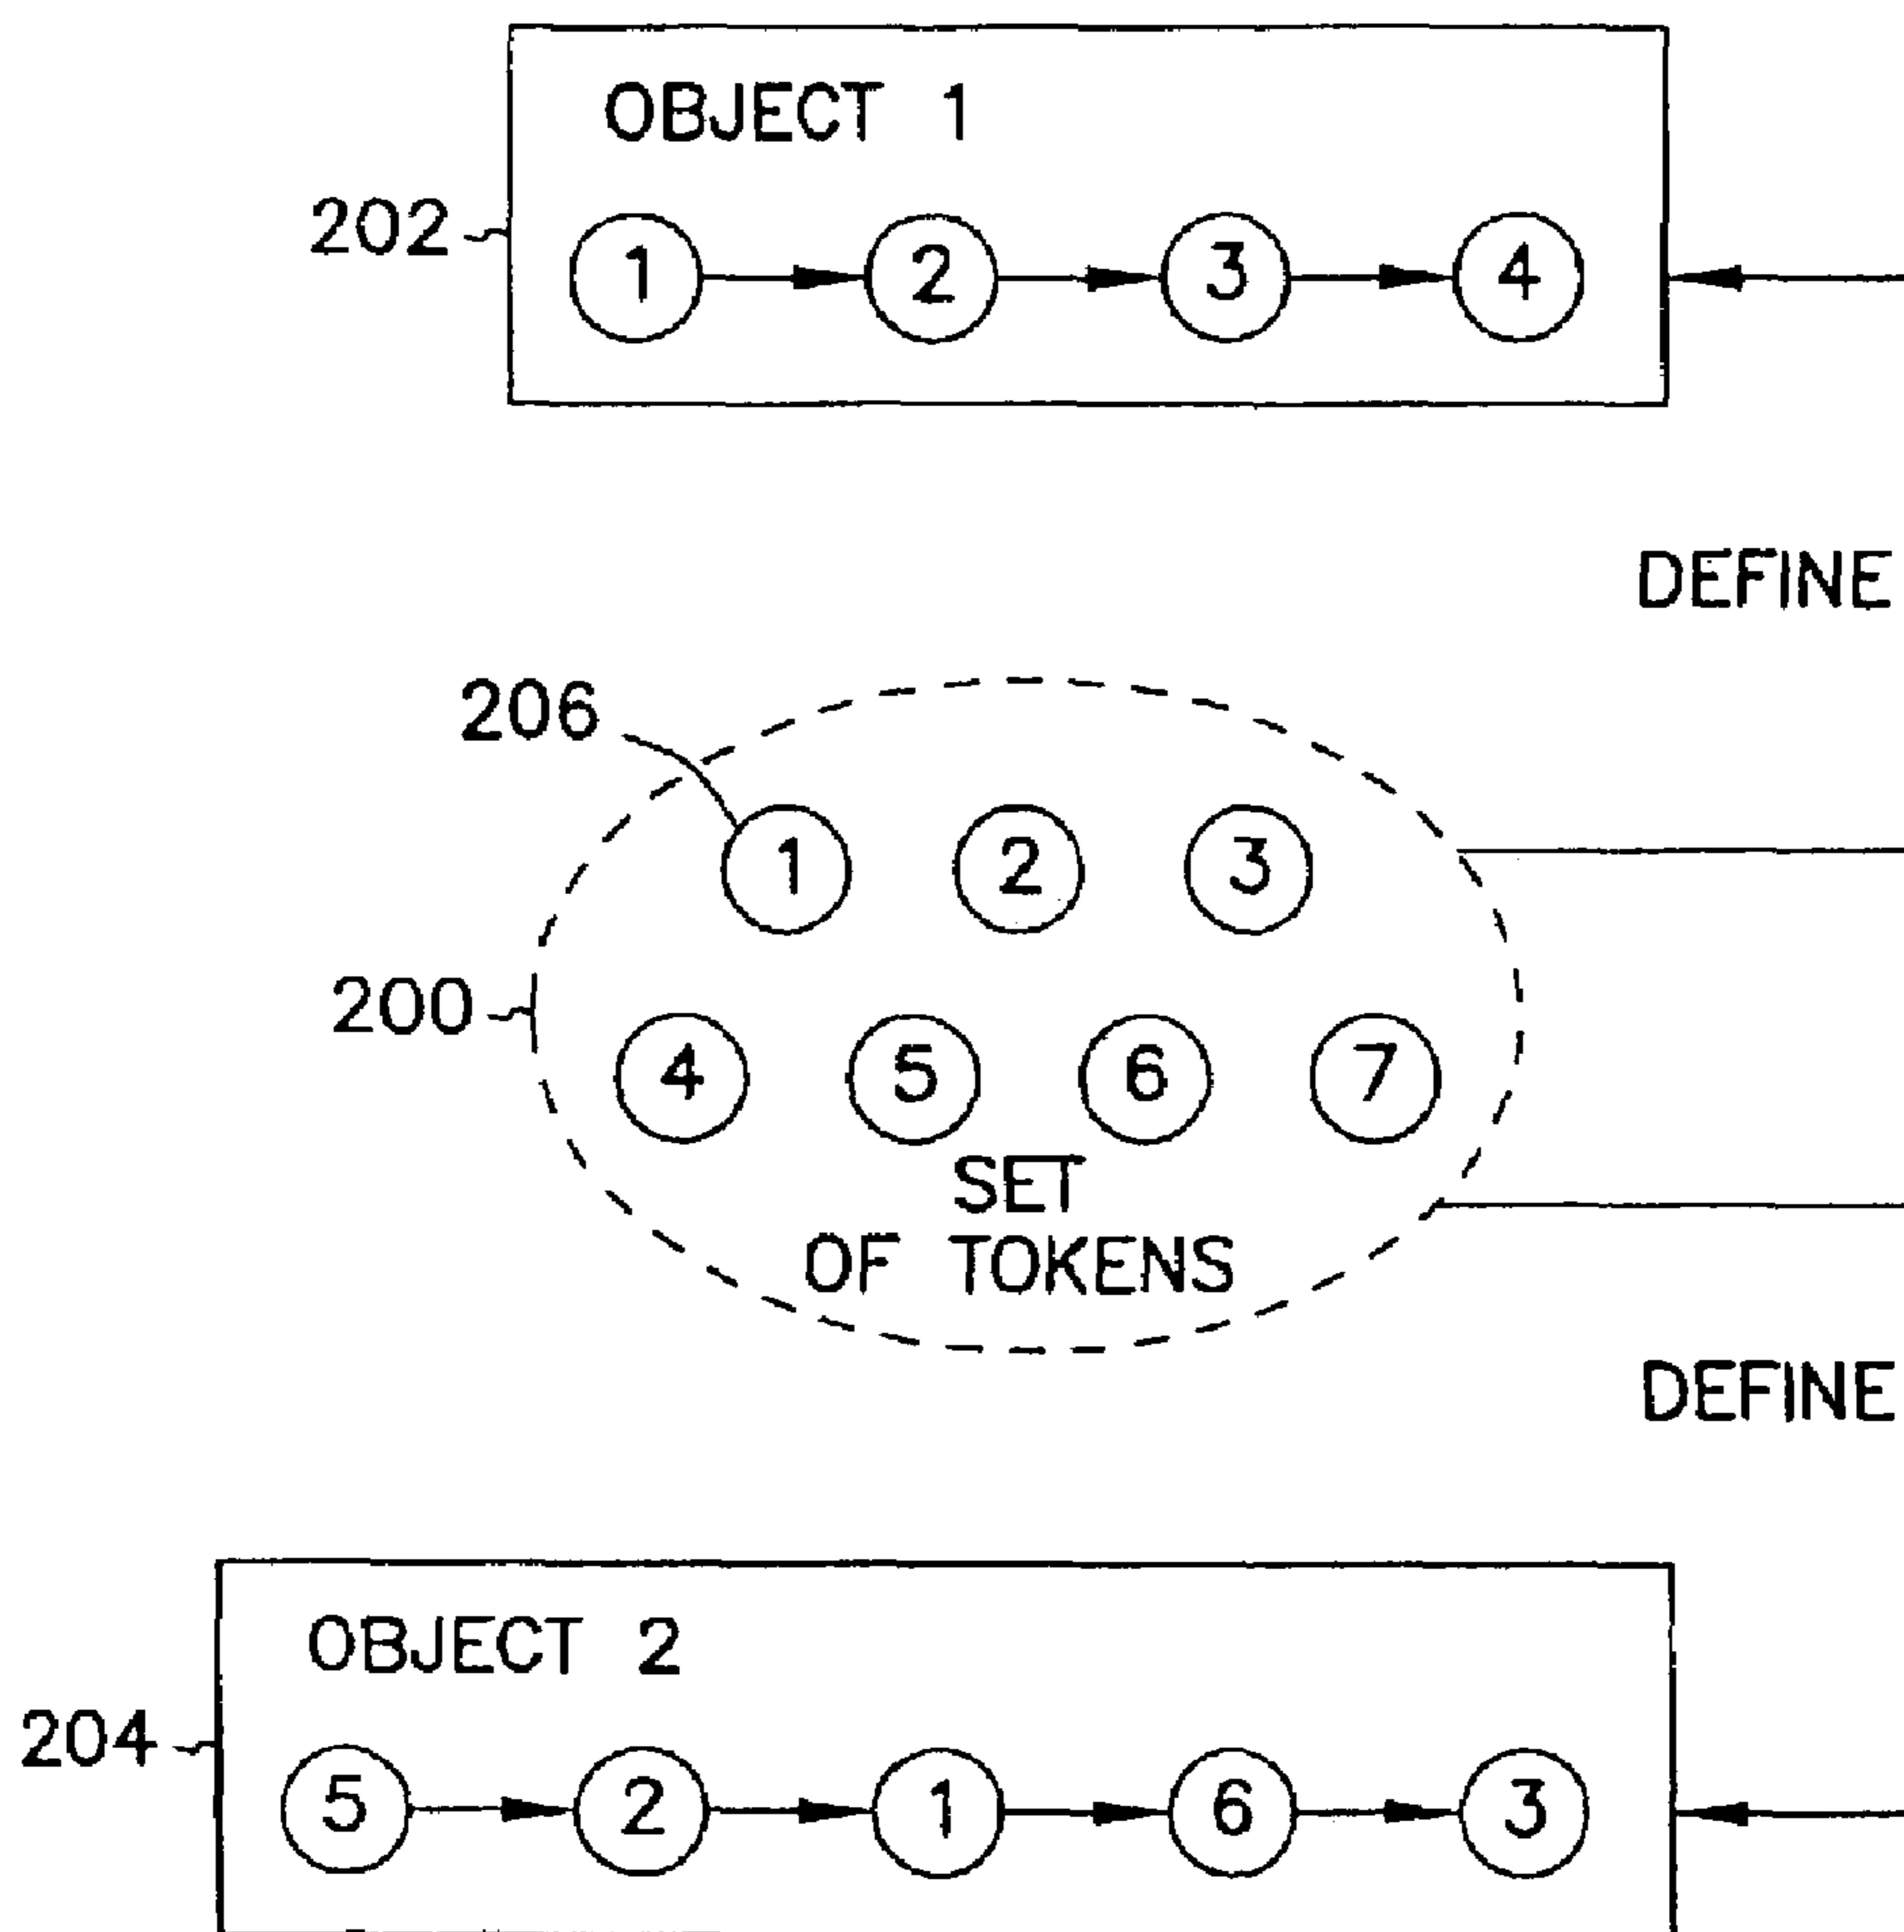 OBJECT 1
202
1 2 3 4
DEFINE
206
1 2 3
200
4 5 6 7
SET
OF TOKENS
DEFINE
OBJECT 2
204
5 2 1 6 3